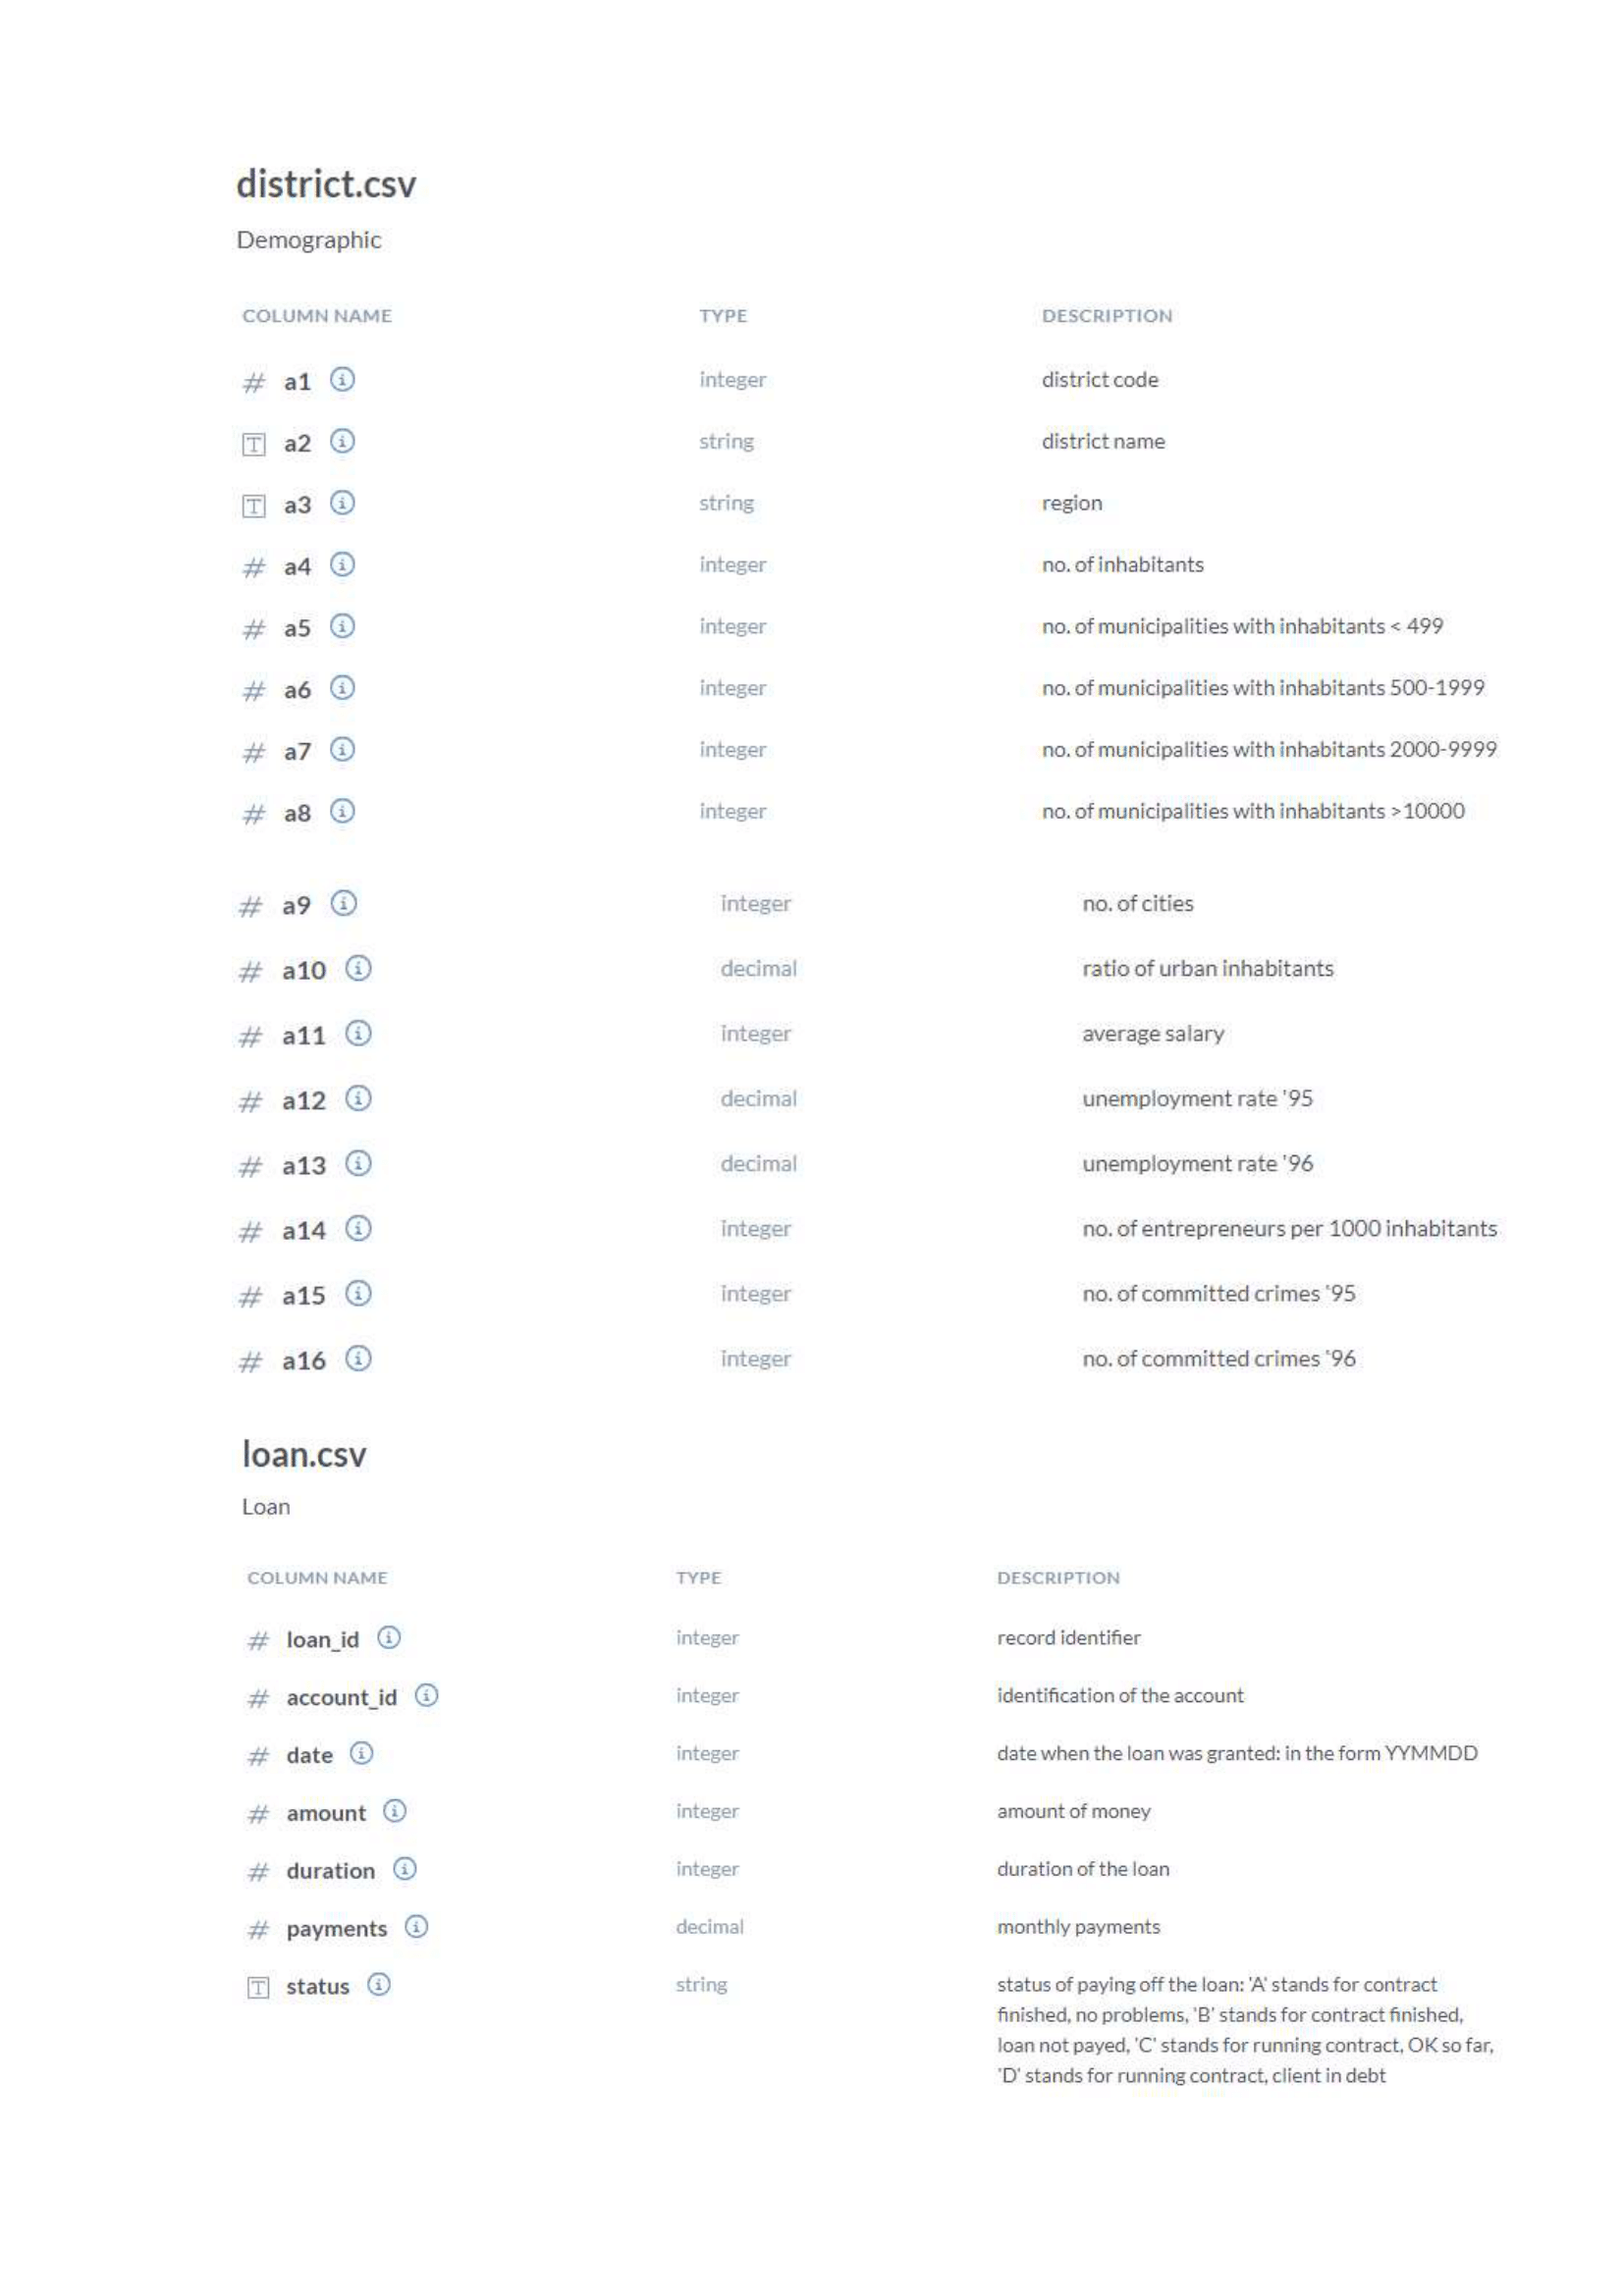 district.csv
Demographic
COLUMN NAME TYPE DESCRIPTION
# a1 integer district code
T a2 string district name
T a3 string region
# a4 integer no. of inhabitants
# a5 integer no. of municipalities with inhabitants < 499
# a6 integer no. of municipalities with inhabitants 500-1999
# a7 integer no. of municipalities with inhabitants 2000-9999
# a8 integer no. of municipalities with inhabitants >10000
# a9 integer no. of cities
# a10 decimal ratio of urban inhabitants
# a11 integer average salary
# a12 decimal unemployment rate '95
# a13 decimal unemployment rate '96
# a14 integer no. of entrepreneurs per 1000 inhabitants
# a15 integer no. of committed crimes '95
# a16 integer no. of committed crimes '96
loan.csv
Loan
COLUMN NAME TYPE DESCRIPTION
# loan_id integer record identifier
# account_id integer identification of the account
# date integer date when the loan was granted: in the form YYMMDD
# amount integer amount of money
# duration integer duration of the loan
# payments decimal monthly payments
T status string status of paying off the loan: 'A' stands for contract
finished, no problems, 'B' stands for contract finished,
loan not payed, 'C' stands for running contract, OK so far,
'D' stands for running contract, client in debt